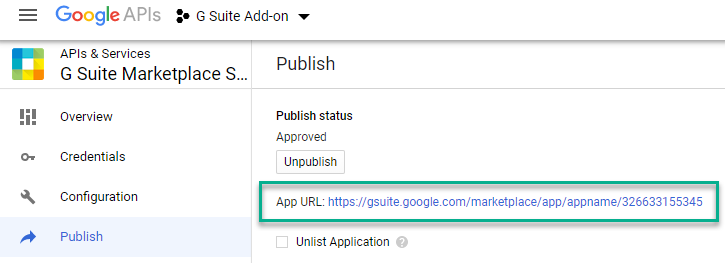 Google APIs
G Suite Add-on
APIs & Services
G Suite Marketplace S...
Publish
Overview
Credentials
Configuration
Publish
Publish status
Approved
Unpublish
App URL: https://gsuite.google.com/marketplace/app/appname/326633155345
Unlist Application ?